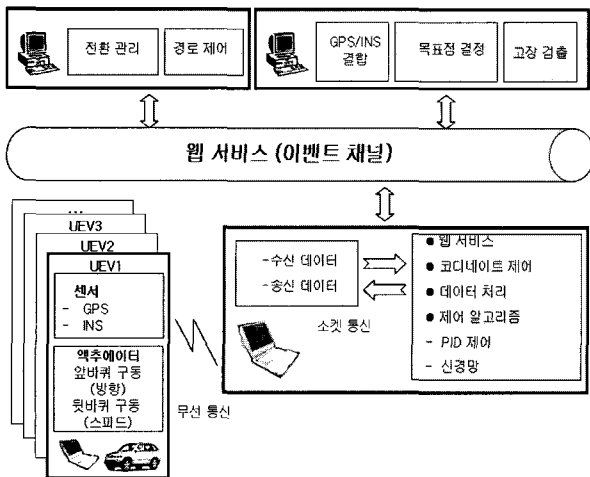 전환 관리
경로 제어
GPS/INS
결합
목표점 결정
고장 검출
웹 서비스 (이벤트 채널)
...
UEV3
UEV2
UEV1
센서
- GPS
- INS
액추에이터
앞바퀴 구동
(방향)
뒷바퀴 구동
(스피드)
무선 통신
-수신 데이터
-송신 데이터
소켓 통신
● 웹 서비스
● 코디네이트 제어
● 데이터 처리
● 제어 알고리즘
- PID 제어
- 신경망